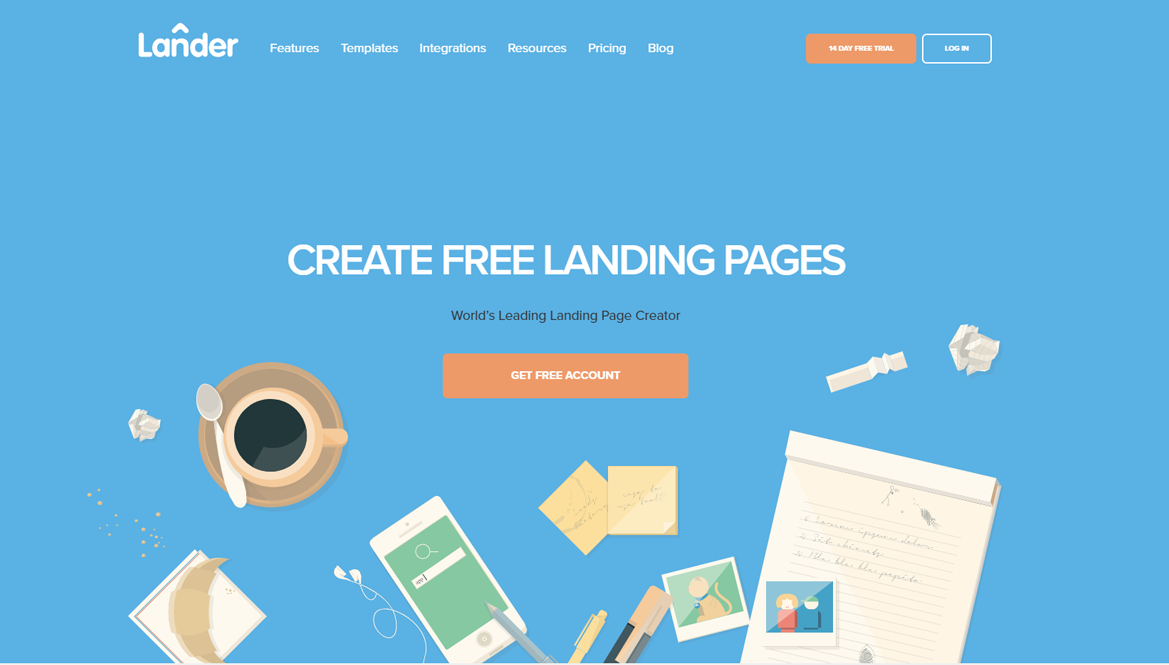 Lander
Features Templates Integrations Resources Pricing Blog
14 DAY FREE TRIAL LOG IN
CREATE FREE LANDING PAGES
World's Leading Landing Page Creator
GET FREE ACCOUNT